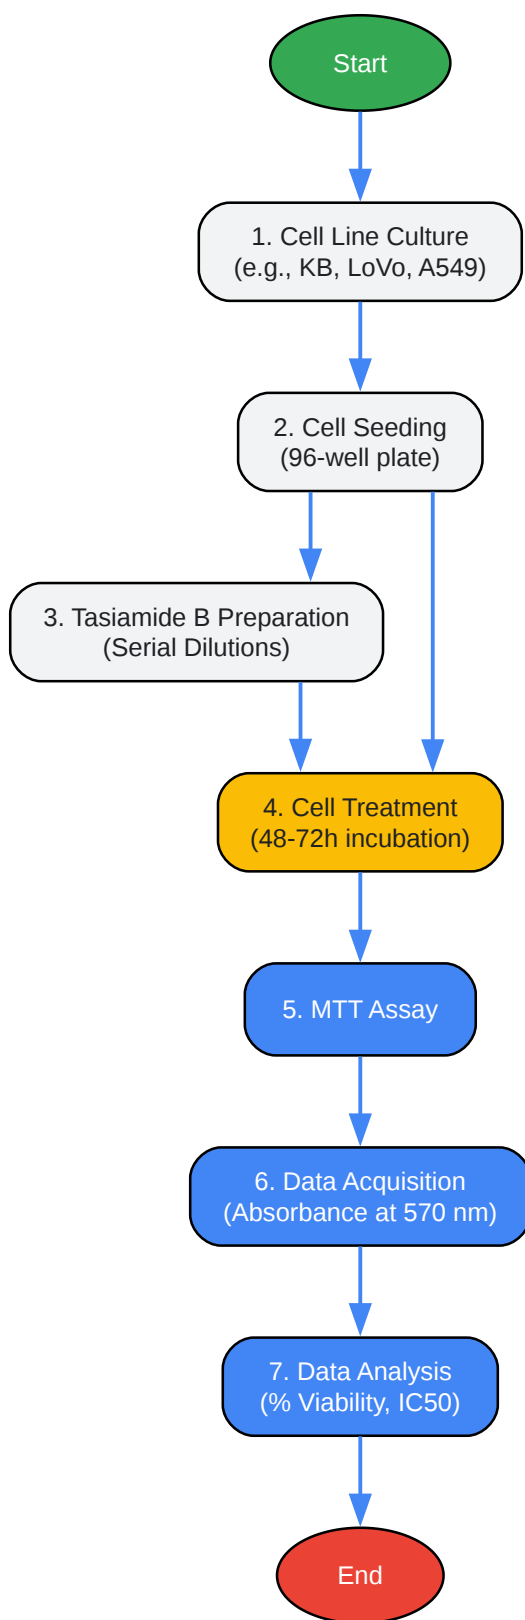 Start
1. Cell Line Culture
(e.g., KB, LoVo, A549)
2. Cell Seeding
(96-well plate)
3. Tasiamide B Preparation
(Serial Dilutions)
4. Cell Treatment
(48-72h incubation)
5. MTT Assay
6. Data Acquisition
(Absorbance at 570 nm)
7. Data Analysis
(% Viability, IC50)
End